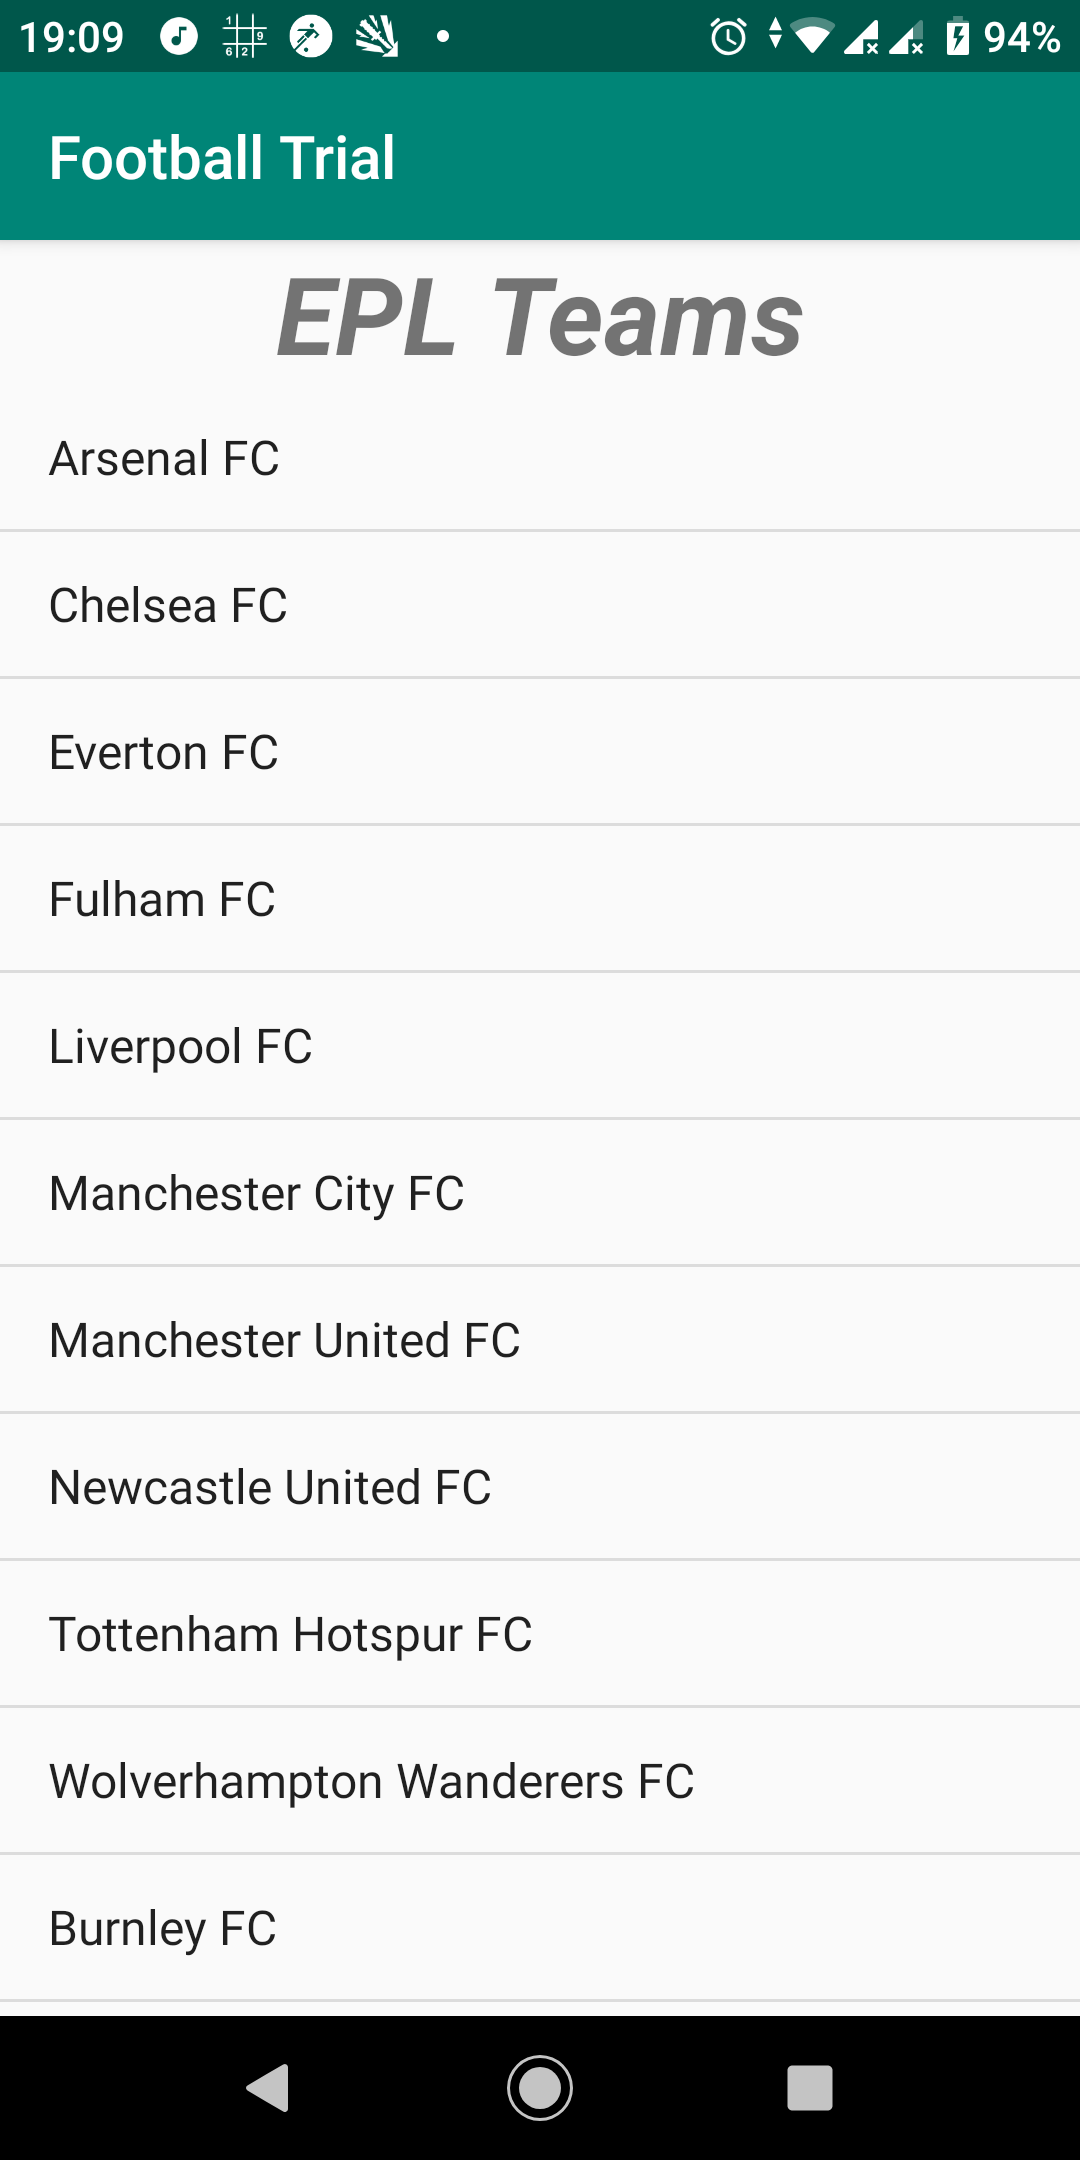 19:09 94%
Football Trial
EPL Teams
Arsenal FC
Chelsea FC
Everton FC
Fulham FC
Liverpool FC
Manchester City FC
Manchester United FC
Newcastle United FC
Tottenham Hotspur FC
Wolverhampton Wanderers FC
Burnley FC